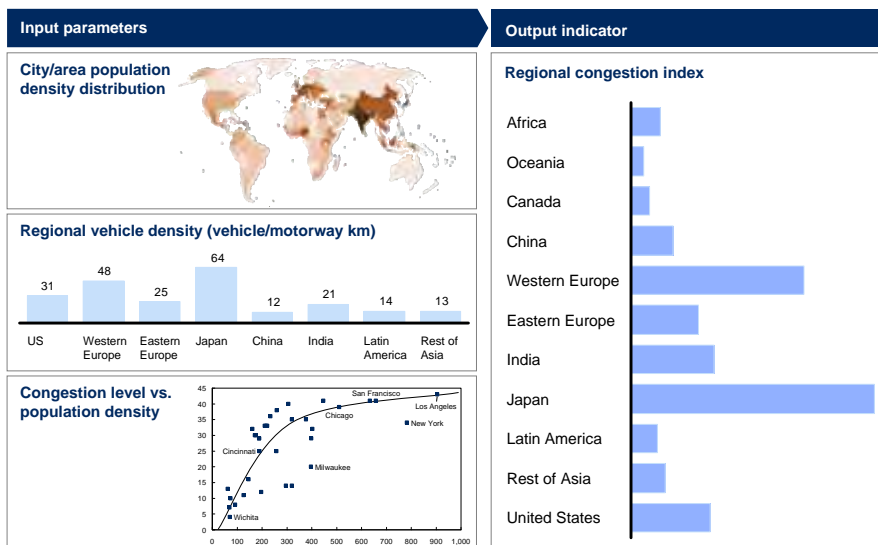 Input parameters
Output indicator
City/area population
density distribution
Regional vehicle density (vehicle/motorway km)
31
48
25
64
12
21
14
13
US
Western
Europe
Eastern
Europe
Japan
China
India
Latin
America
Rest of
Asia
Congestion level vs.
population density
45
40
35
30
25
20
15
10
5
0
San Francisco
Los Angeles
Chicago
New York
Cincinnati
Milwaukee
Wichita
0 100 200 300 400 500 600 700 800 900 1,000
Regional congestion index
Africa
Oceania
Canada
China
Western Europe
Eastern Europe
India
Japan
Latin America
Rest of Asia
United States